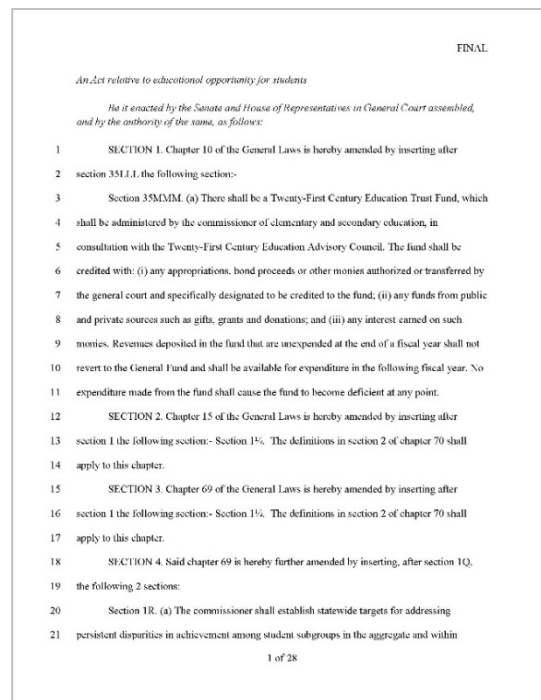 FINAL
An Act relative to educational opportunity for students
Be it enacted by the Senate and House of Representatives in General Court assembled,
and by the authority of the same, as follows:
1 SECTION 1. Chapter 10 of the General Laws is hereby amended by inserting after
2 section 35LLL the following section:-
3 Section 35MMM. (a) There shall be a Twenty-First Century Education Trust Fund, which
4 shall be administered by the commissioner of elementary and secondary education, in
5 consultation with the Twenty-First Century Education Advisory Council. The fund shall be
6 credited with: (i) any appropriations, bond proceeds or other monies authorized or transferred by
7 the general court and specifically designated to be credited to the fund; (ii) any funds from public
8 and private sources such as gifts, grants and donations; and (iii) any interest earned on such
9 monies. Revenues deposited in the fund that are unexpended at the end of a fiscal year shall not
10 revert to the General Fund and shall be available for expenditure in the following fiscal year. No
11 expenditure made from the fund shall cause the fund to become deficient at any point.
12 SECTION 2. Chapter 15 of the General Laws is hereby amended by inserting after
13 section 1 the following section:- Section 1¼. The definitions in section 2 of chapter 70 shall
14 apply to this chapter.
15 SECTION 3. Chapter 69 of the General Laws is hereby amended by inserting after
16 section 1 the following section:- Section 1¼. The definitions in section 2 of chapter 70 shall
17 apply to this chapter.
18 SECTION 4. Said chapter 69 is hereby further amended by inserting, after section 1Q,
19 the following 2 sections:
20 Section 1R. (a) The commissioner shall establish statewide targets for addressing
21 persistent disparities in achievement among student subgroups in the aggregate and within
1 of 28